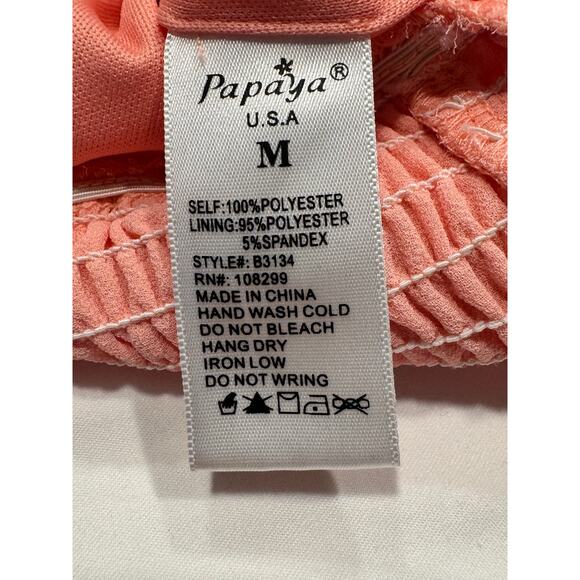 Papaya®
U.S.A
M
SELF:100%POLYESTER
LINING:95%POLYESTER
5%SPANDEX
STYLE#: B3134
RN#: 108299
MADE IN CHINA
HAND WASH COLD
DO NOT BLEACH
HANG DRY
IRON LOW
DO NOT WRING